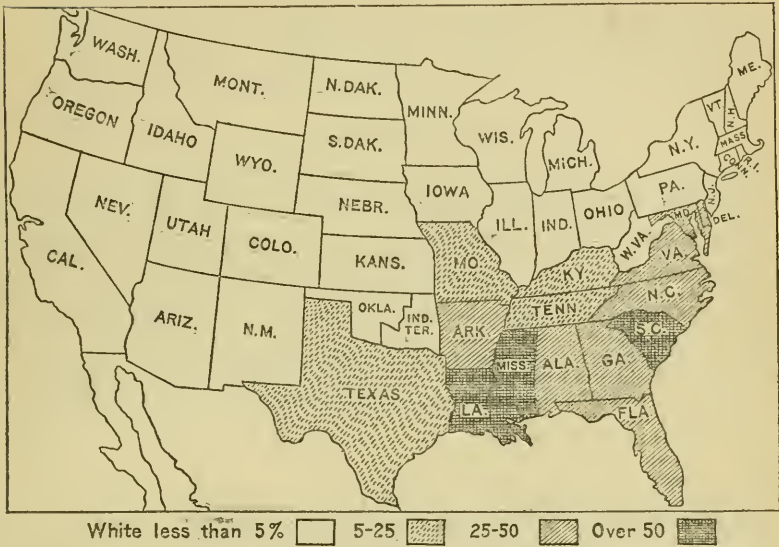 WASH.
MONT.
N.DAK.
MINN.
ME.
OREGON
IDAHO
WYO.
S.DAK.
WIS.
MICH.
VT.
N.H.
MASS.
N.Y.
CONN.
R.I.
NEV.
UTAH
COLO.
NEBR.
IOWA
ILL.
IND.
OHIO
PA.
N.J.
MD.
DEL.
CAL.
KANS.
MO.
KY.
W.VA.
VA.
ARIZ.
N.M.
OKLA.
IND.
TER.
ARK.
TENN.
N.C.
S.C.
TEXAS
LA.
MISS.
ALA.
GA.
FLA.
White less than 5% 5-25 25-50 Over 50